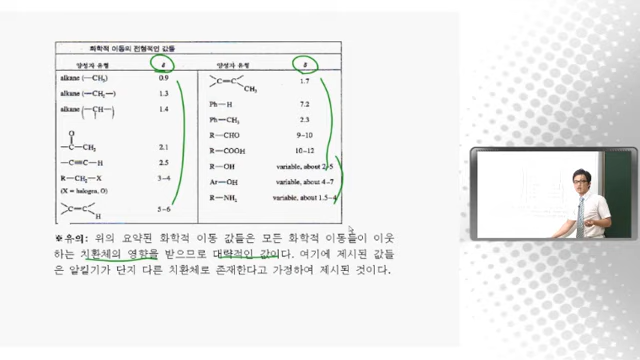 화학적 이동의 전형적인 값들
양성자 유형 δ 양성자 유형 δ
alkane (—CH₃) 0.9
alkane (—CH₂—) 1.3
alkane (—CH—) 1.4
O
—C—CH₃ 2.1
—C≡C—H 2.5
R—CH₂—X 3–4
(X = halogen, O)
C=C H 5–6
C=C CH₃ 1.7
Ph—H 7.2
Ph—CH₃ 2.3
R—CHO 9–10
R—COOH 10–12
R—OH variable, about 2–5
Ar—OH variable, about 4–7
R—NH₂ variable, about 1.5–4
※유의: 위의 요약된 화학적 이동 값들은 모든 화학적 이동들이 이웃
하는 치환체의 영향을 받으므로 대략적인 값이다. 여기에 제시된 값들
은 알킬기가 단지 다른 치환체로 존재한다고 가정하여 제시된 것이다.